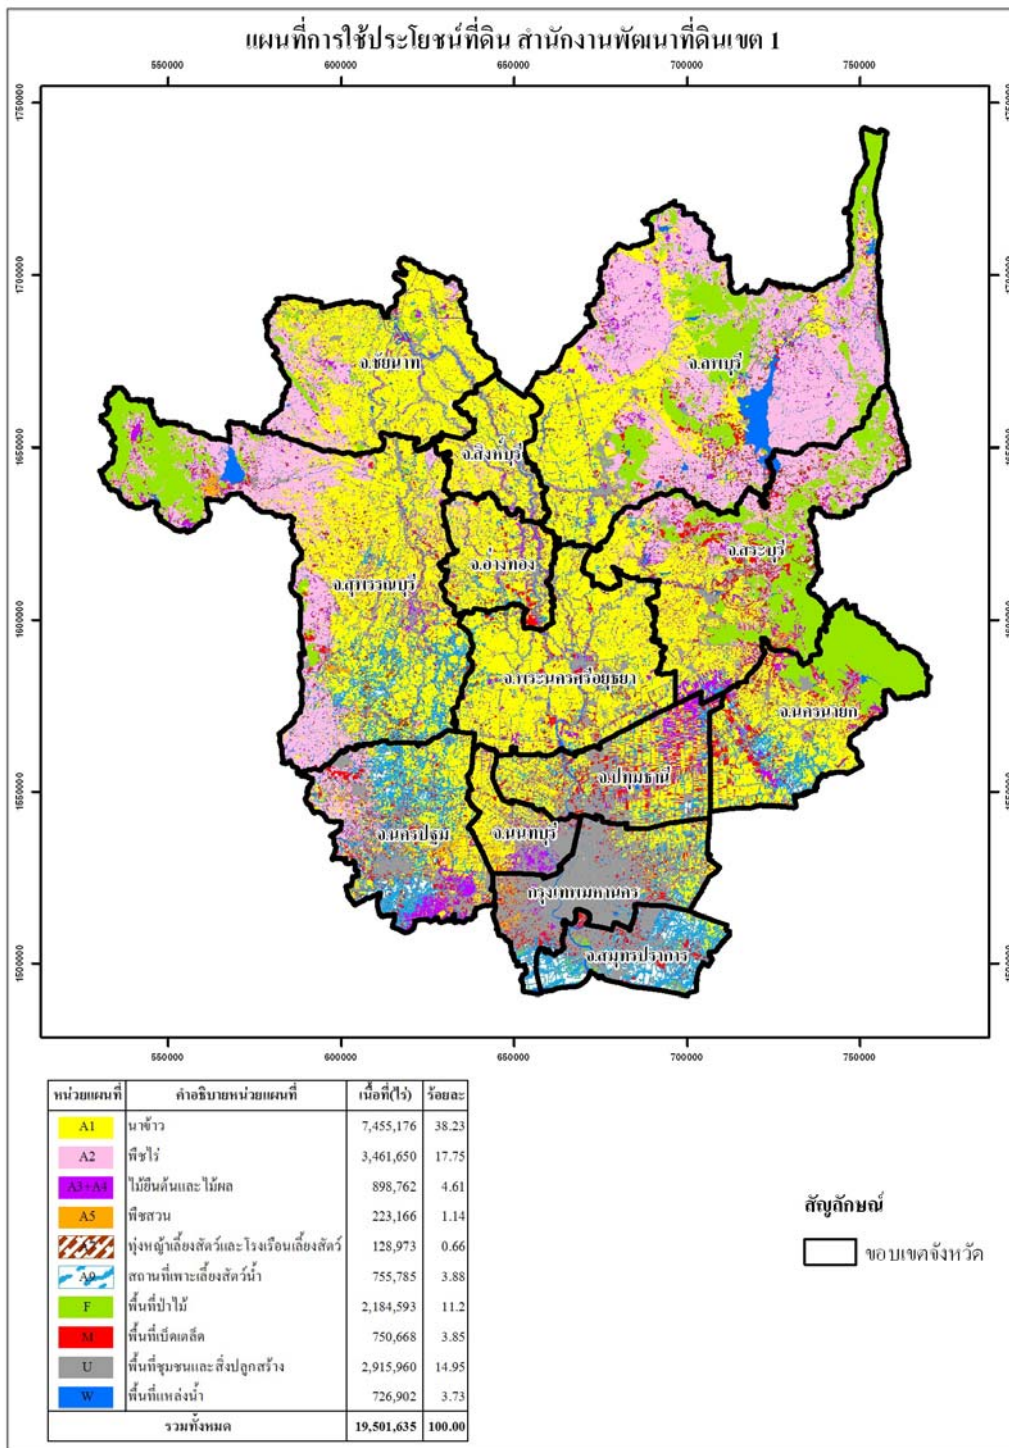 แผนที่การใช้ประโยชน์ที่ดิน สำนักงานพัฒนาที่ดินเขต 1
550000 600000 650000 700000 750000
1750000 1750000
1700000 1700000
จ.ชัยนาท จ.ลพบุรี
1650000 1650000
จ.สิงห์บุรี
จ.สระบุรี
จ.อ่างทอง
จ.สุพรรณบุรี
1600000 1600000
จ.พระนครศรีอยุธยา
จ.นครนายก
จ.ปทุมธานี
1550000 1550000
จ.นครปฐม จ.นนทบุรี
กรุงเทพมหานคร
จ.สมุทรปราการ
1500000 1500000
550000 600000 650000 700000 750000
หน่วยแผนที่ คำอธิบายหน่วยแผนที่ เนื้อที่(ไร่) ร้อยละ
A1 นาข้าว 7,455,176 38.23
A2 พืชไร่ 3,461,650 17.75
A3+A4 ไม้ยืนต้นและไม้ผล 898,762 4.61
A5 พืชสวน 223,166 1.14
A7 ทุ่งหญ้าเลี้ยงสัตว์และโรงเรือนเลี้ยงสัตว์ 128,973 0.66
A9 สถานที่เพาะเลี้ยงสัตว์น้ำ 755,785 3.88
F พื้นที่ป่าไม้ 2,184,593 11.2
M พื้นที่เบ็ดเตล็ด 750,668 3.85
U พื้นที่ชุมชนและสิ่งปลูกสร้าง 2,915,960 14.95
W พื้นที่แหล่งน้ำ 726,902 3.73
รวมทั้งหมด 19,501,635 100.00
สัญลักษณ์
ขอบเขตจังหวัด